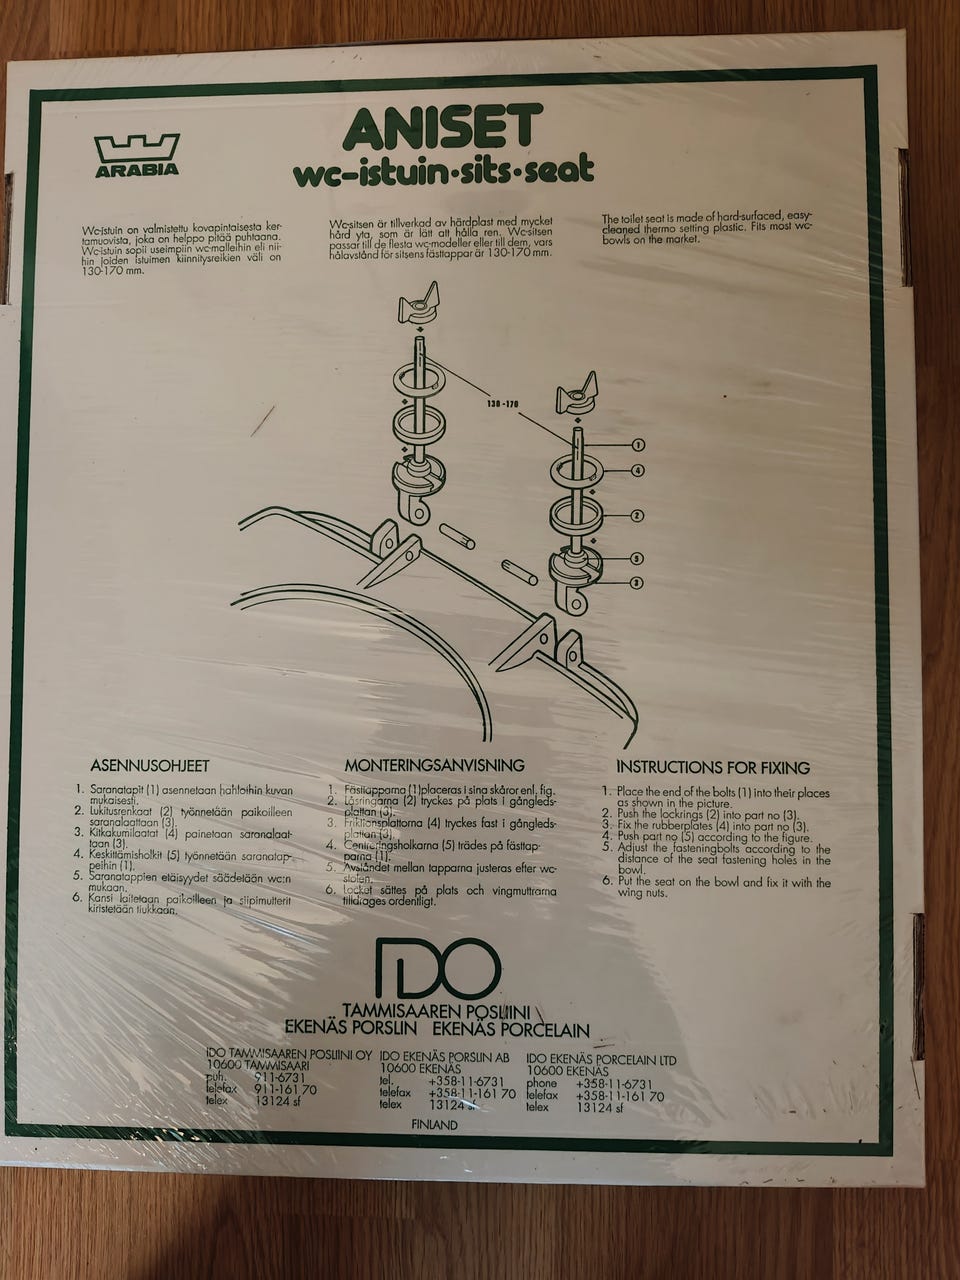 ARABIA
ANISET
wc-istuin•sits•seat
Wc-istuin on valmistettu kovapintaisesta ker-
tamuovista, joka on helppo pitää puhtaana.
Wc-istuin sopii useimpiin wc-malleihin eli nii-
hin joiden istuimen kiinnitysreikien väli on
130-170 mm.
Wc-sitsen är tillverkad av härdplast med mycket
hård yta, som är lätt att hålla ren. Wc-sitsen
passar till de flesta wc-modeller eller till dem, vars
hålavstånd för sitsens fästtappar är 130-170 mm.
The toilet seat is made of hard-surfaced, easy-
cleaned thermo setting plastic. Fits most wc-
bowls on the market.
130-170
1
4
2
5
3
ASENNUSOHJEET
1. Saranatapit (1) asennetaan hahloihin kuvan
mukaisesti.
2. Lukitusrenkaat (2) työnnetään paikoilleen
saranalaattaan (3).
3. Kitkakumilaatat (4) painetaan saranalaat-
taan (3).
4. Keskittämisholkit (5) työnnetään saranatap-
peihin (1).
5. Saranatappien etäisyydet säädetään wc:n
mukaan.
6. Kansi laitetaan paikoilleen ja siipimutterit
kiristetään tiukkaan.
MONTERINGSANVISNING
1. Fästtapparna (1)placeras i sina skåror enl. fig.
2. Låsringarna (2) tryckes på plats i gångleds-
plattan (3).
3. Friktionsplattorna (4) tryckes fast i gångleds-
plattan (3).
4. Centreringsholkarna (5) trädes på fästtap-
parna (1).
5. Avståndet mellan tapparna justeras efter wc-
stolen.
6. Locket sättes på plats och vingmuttrarna
tilldrages ordentligt.
INSTRUCTIONS FOR FIXING
1. Place the end of the bolts (1) into their places
as shown in the picture.
2. Push the lockrings (2) into part no (3).
3. Fix the rubberplates (4) into part no (3).
4. Push part no (5) according to the figure.
5. Adjust the fasteningbolts according to the
distance of the seat fastening holes in the
bowl.
6. Put the seat on the bowl and fix it with the
wing nuts.
IDO
TAMMISAAREN POSLIINI
EKENÄS PORSLIN EKENÄS PORCELAIN
IDO TAMMISAAREN POSLIINI OY
10600 TAMMISAARI
puh. 911-6731
telefax 911-161 70
telex 13124 sf
IDO EKENÄS PORSLIN AB
10600 EKENÄS
tel. +358-11-6731
telefax +358-11-161 70
telex 13124 sf
IDO EKENÄS PORCELAIN LTD
10600 EKENÄS
phone +358-11-6731
telefax +358-11-161 70
telex 13124 sf
FINLAND